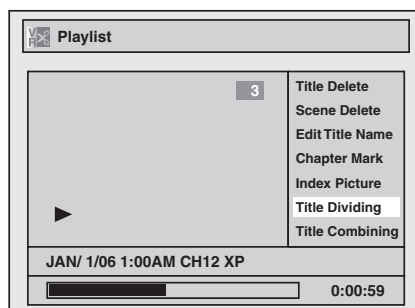 VR Playlist
3
Title Delete
Scene Delete
Edit Title Name
Chapter Mark
Index Picture
Title Dividing
Title Combining
JAN/ 1/06 1:00AM CH12 XP
0:00:59